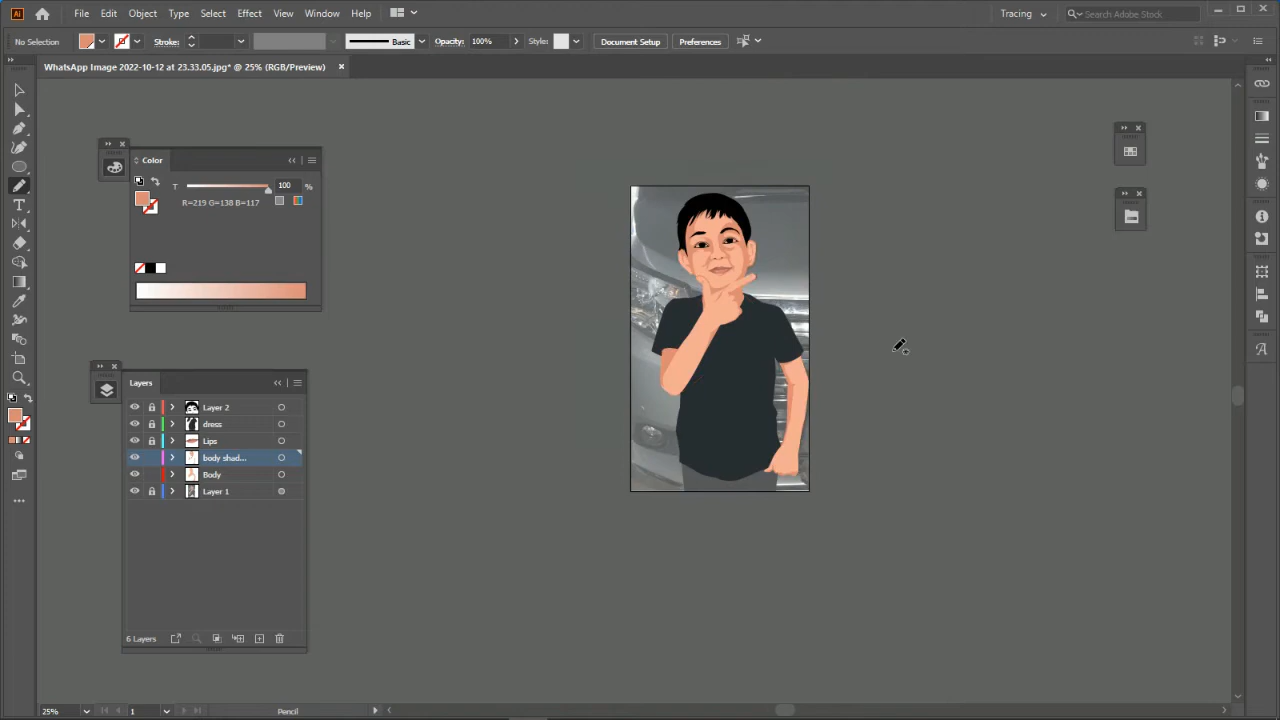 Ai File Edit Object Type Select Effect View Window Help Tracing Search Adobe Stock
No Selection Stroke: Basic Opacity: 100% Style: Document Setup Preferences
WhatsApp Image 2022-10-12 at 23.33.05.jpg* @ 25% (RGB/Preview)
Color
T 100 %
R=219 G=138 B=117
Layers
Layer 2
dress
Lips
body shad...
Body
Layer 1
6 Layers
25% 1 Pencil